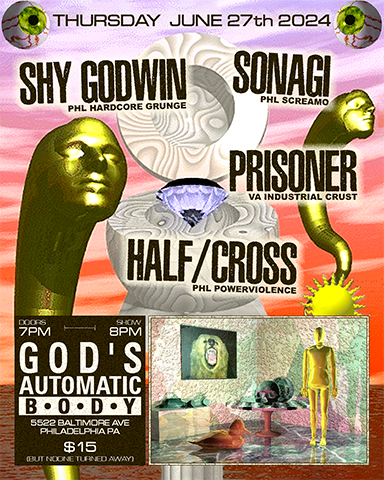 THURSDAY JUNE 27th 2024
SHY GODWIN
PHL HARDCORE GRUNGE
SONAGI
PHL SCREAMO
PRISONER
VA INDUSTRIAL CRUST
HALF/CROSS
PHL POWERVIOLENCE
DOORS SHOW
7PM 8PM
GOD'S
AUTOMATIC
B•O•D•Y
5522 BALTIMORE AVE
PHILADELPHIA PA
$15
(BUT NOONE TURNED AWAY)